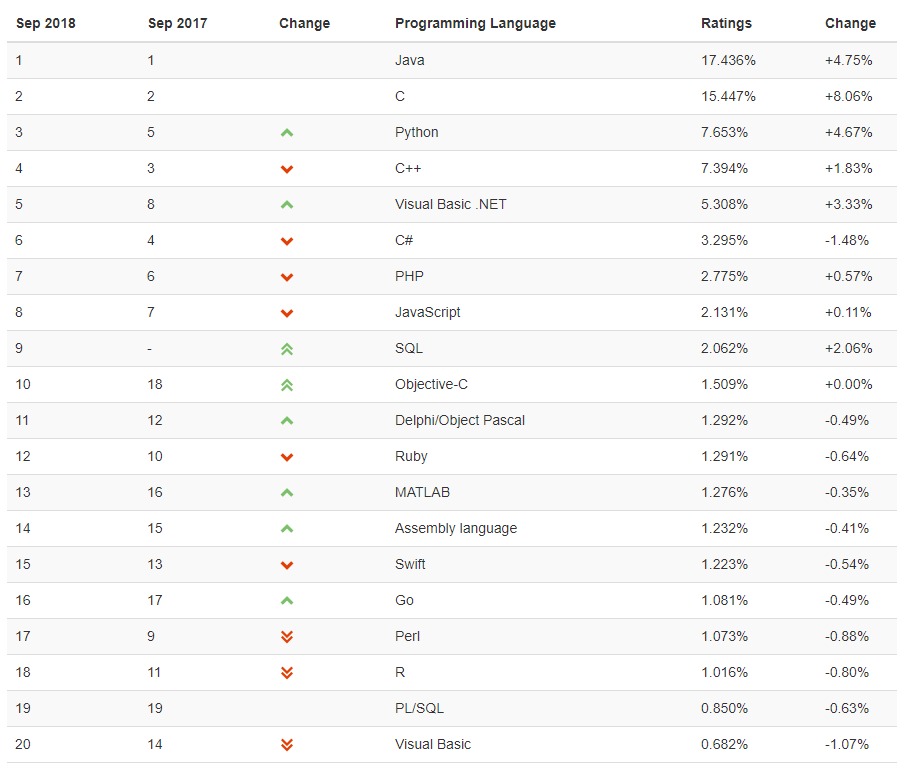 Sep 2018 Sep 2017 Change Programming Language Ratings Change
1 1 Java 17.436% +4.75%
2 2 C 15.447% +8.06%
3 5 Python 7.653% +4.67%
4 3 C++ 7.394% +1.83%
5 8 Visual Basic .NET 5.308% +3.33%
6 4 C# 3.295% -1.48%
7 6 PHP 2.775% +0.57%
8 7 JavaScript 2.131% +0.11%
9 - SQL 2.062% +2.06%
10 18 Objective-C 1.509% +0.00%
11 12 Delphi/Object Pascal 1.292% -0.49%
12 10 Ruby 1.291% -0.64%
13 16 MATLAB 1.276% -0.35%
14 15 Assembly language 1.232% -0.41%
15 13 Swift 1.223% -0.54%
16 17 Go 1.081% -0.49%
17 9 Perl 1.073% -0.88%
18 11 R 1.016% -0.80%
19 19 PL/SQL 0.850% -0.63%
20 14 Visual Basic 0.682% -1.07%